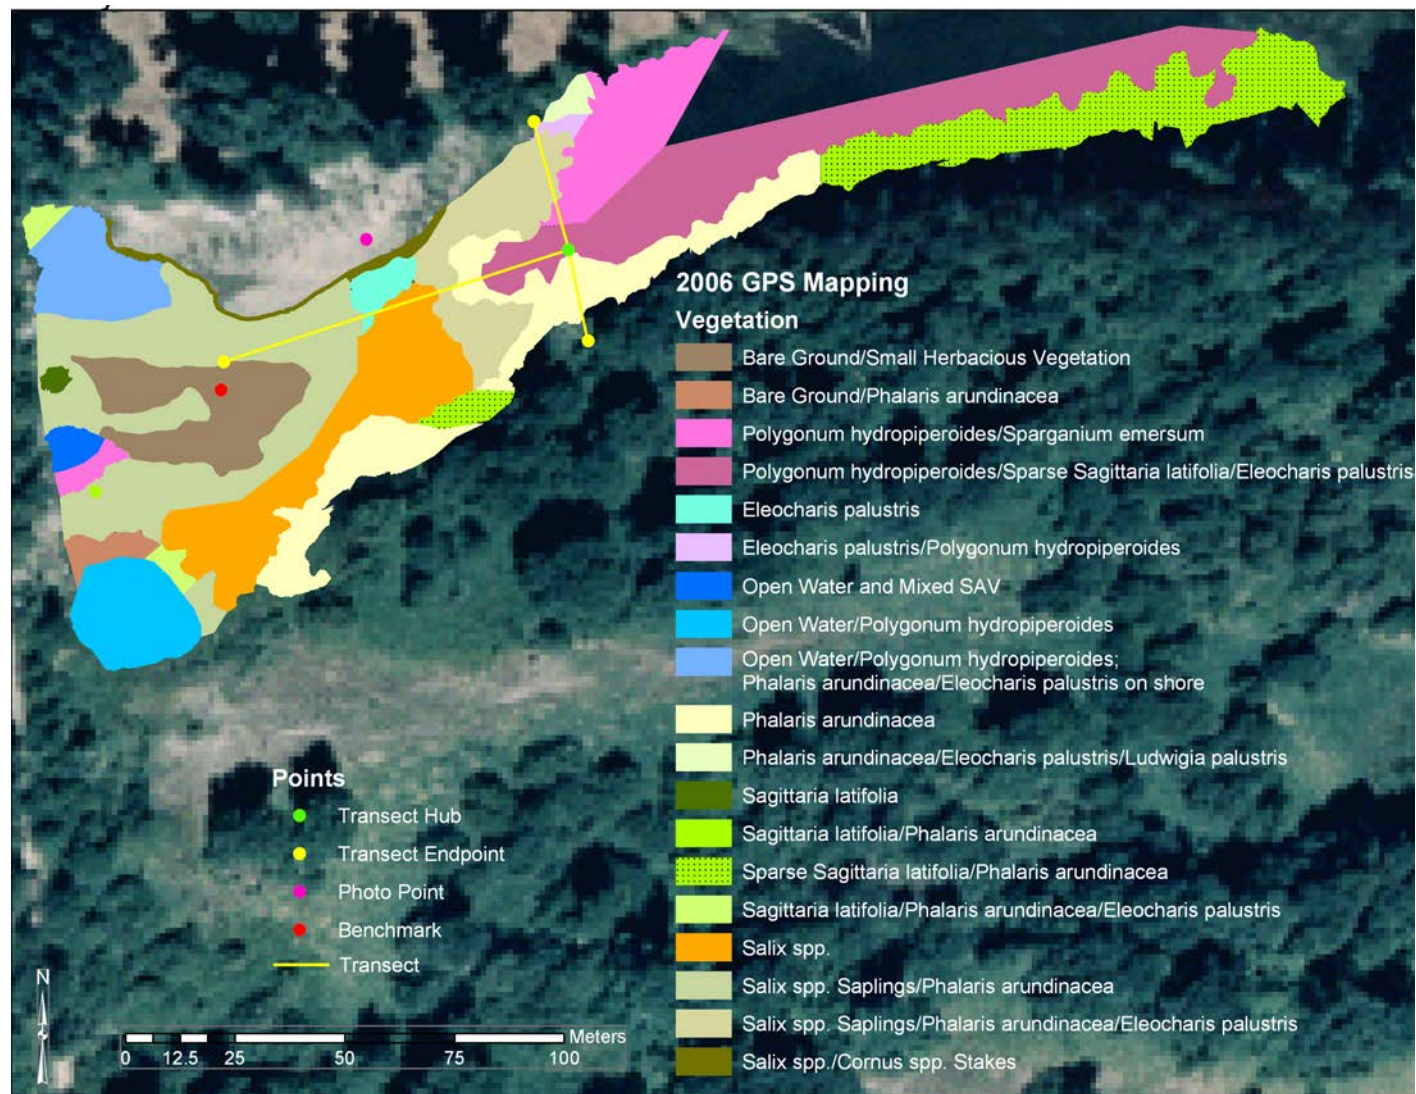 2006 GPS Mapping
Vegetation
Bare Ground/Small Herbacious Vegetation
Bare Ground/Phalaris arundinacea
Polygonum hydropiperoides/Sparganium emersum
Polygonum hydropiperoides/Sparse Sagittaria latifolia/Eleocharis palustris
Eleocharis palustris
Eleocharis palustris/Polygonum hydropiperoides
Open Water and Mixed SAV
Open Water/Polygonum hydropiperoides
Open Water/Polygonum hydropiperoides;
Phalaris arundinacea/Eleocharis palustris on shore
Phalaris arundinacea
Phalaris arundinacea/Eleocharis palustris/Ludwigia palustris
Sagittaria latifolia
Sagittaria latifolia/Phalaris arundinacea
Sparse Sagittaria latifolia/Phalaris arundinacea
Sagittaria latifolia/Phalaris arundinacea/Eleocharis palustris
Salix spp.
Salix spp. Saplings/Phalaris arundinacea
Salix spp. Saplings/Phalaris arundinacea/Eleocharis palustris
Salix spp./Cornus spp. Stakes
Points
Transect Hub
Transect Endpoint
Photo Point
Benchmark
Transect
N
Meters
0 12.5 25 50 75 100